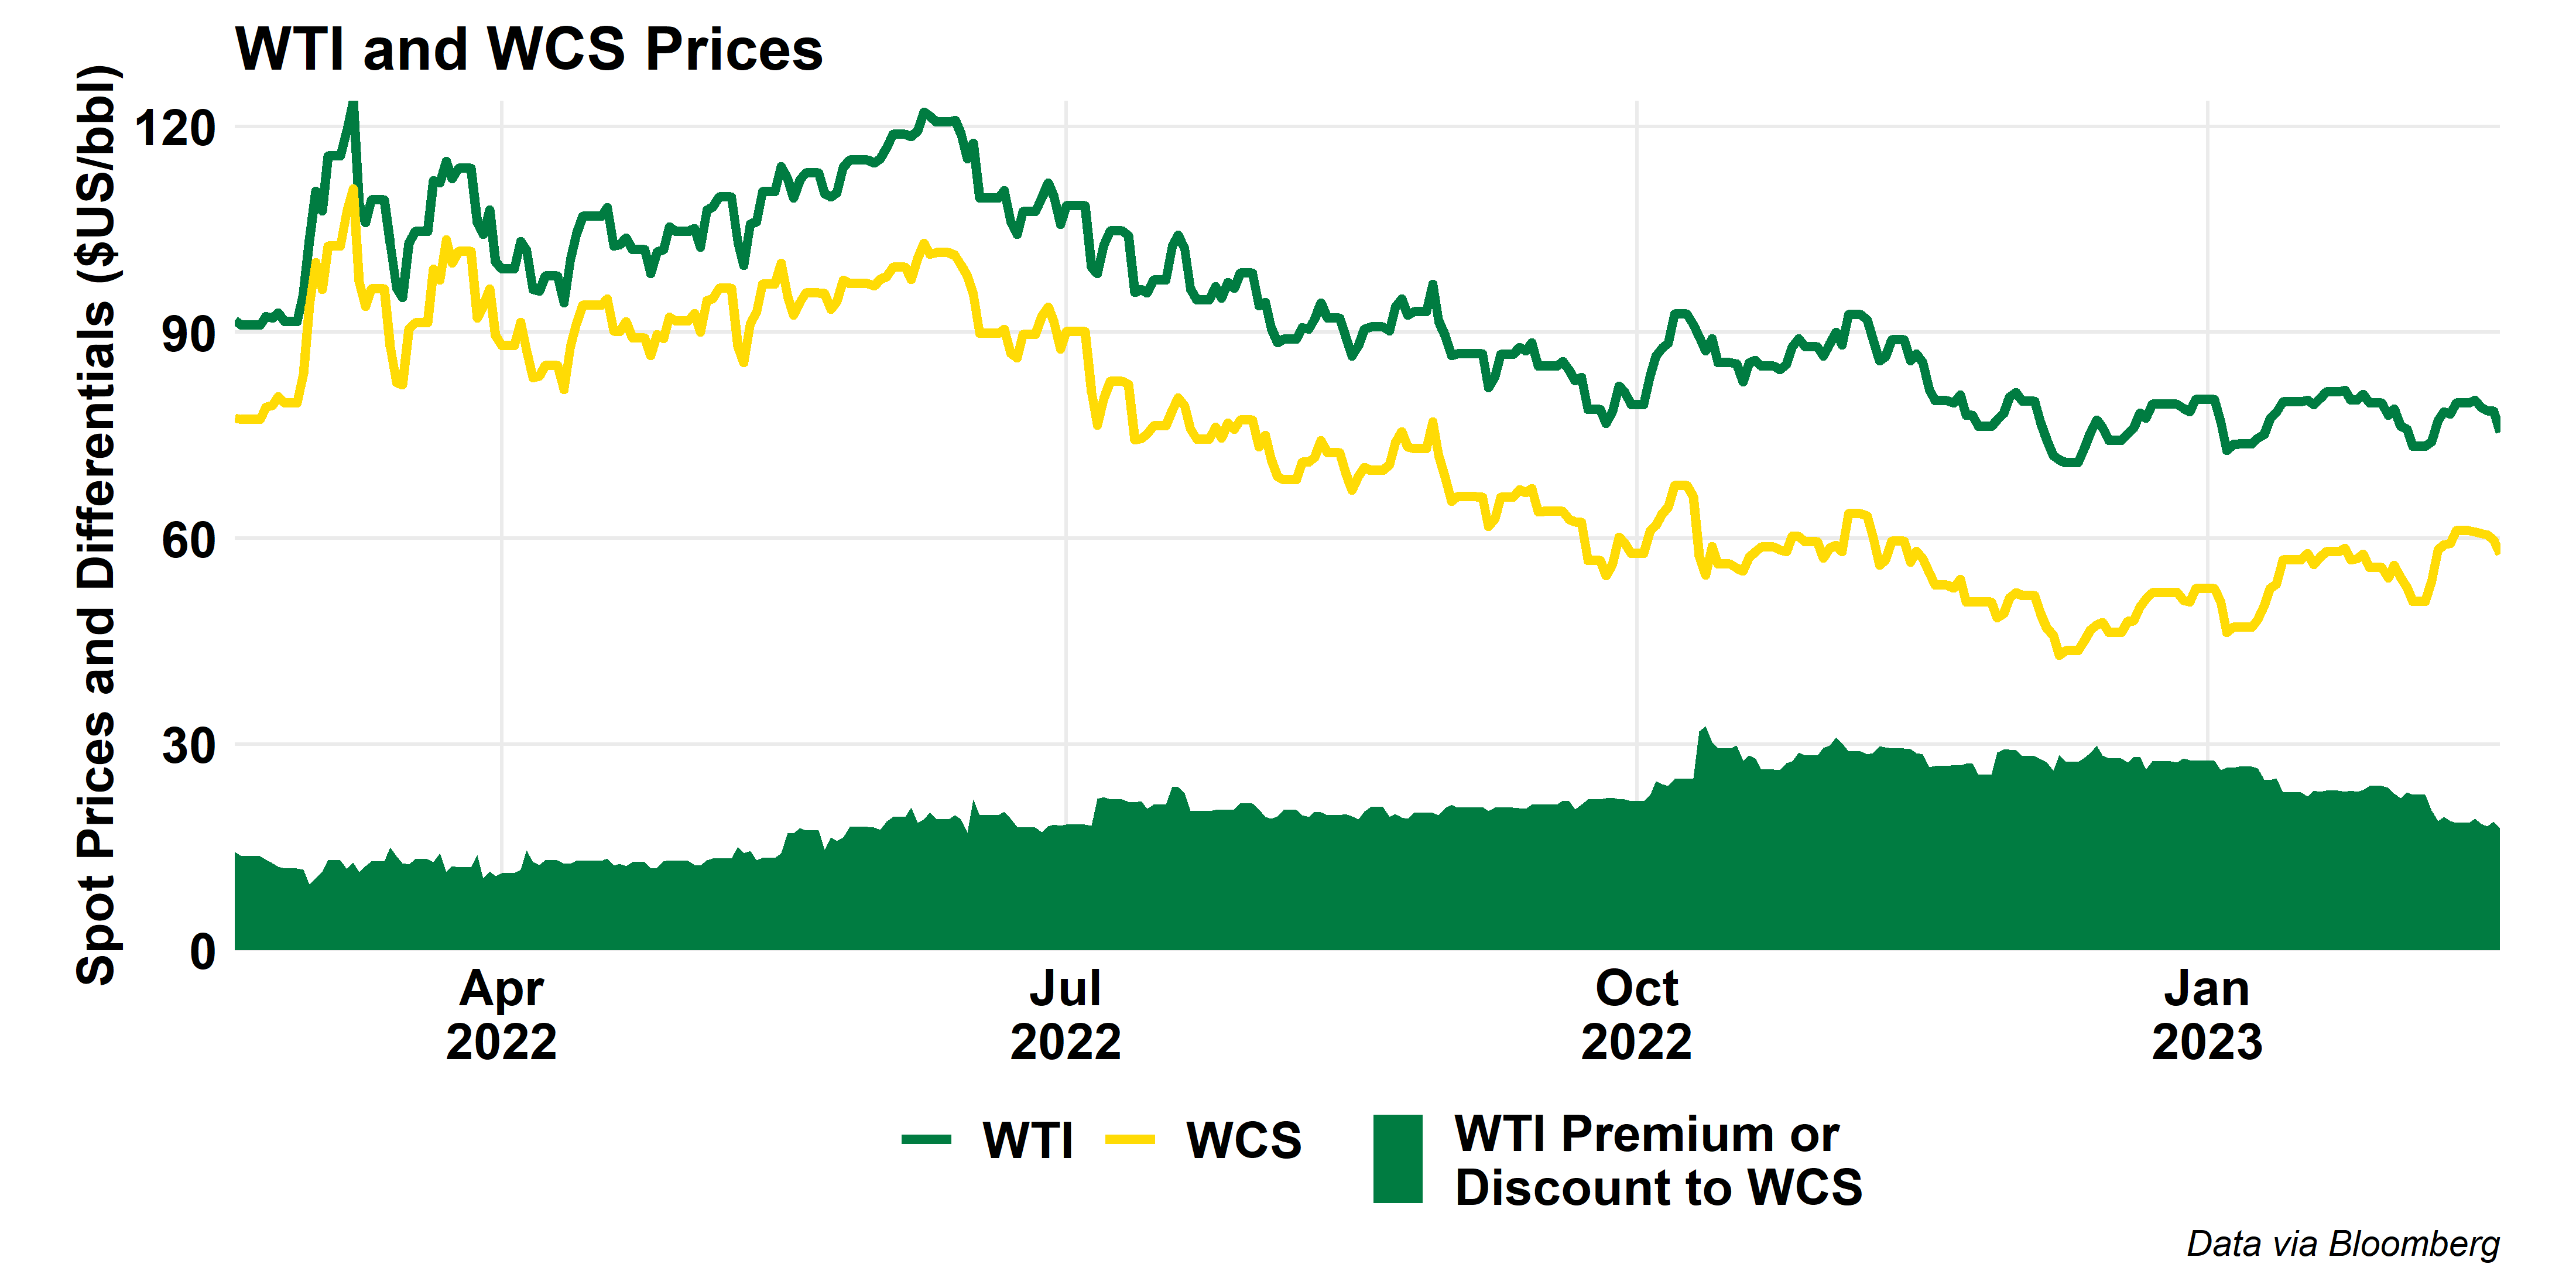 WTI and WCS Prices
Spot Prices and Differentials ($US/bbl)
120
90
60
30
0
Apr
2022
Jul
2022
Oct
2022
Jan
2023
WTI
WCS
WTI Premium or
Discount to WCS
Data via Bloomberg